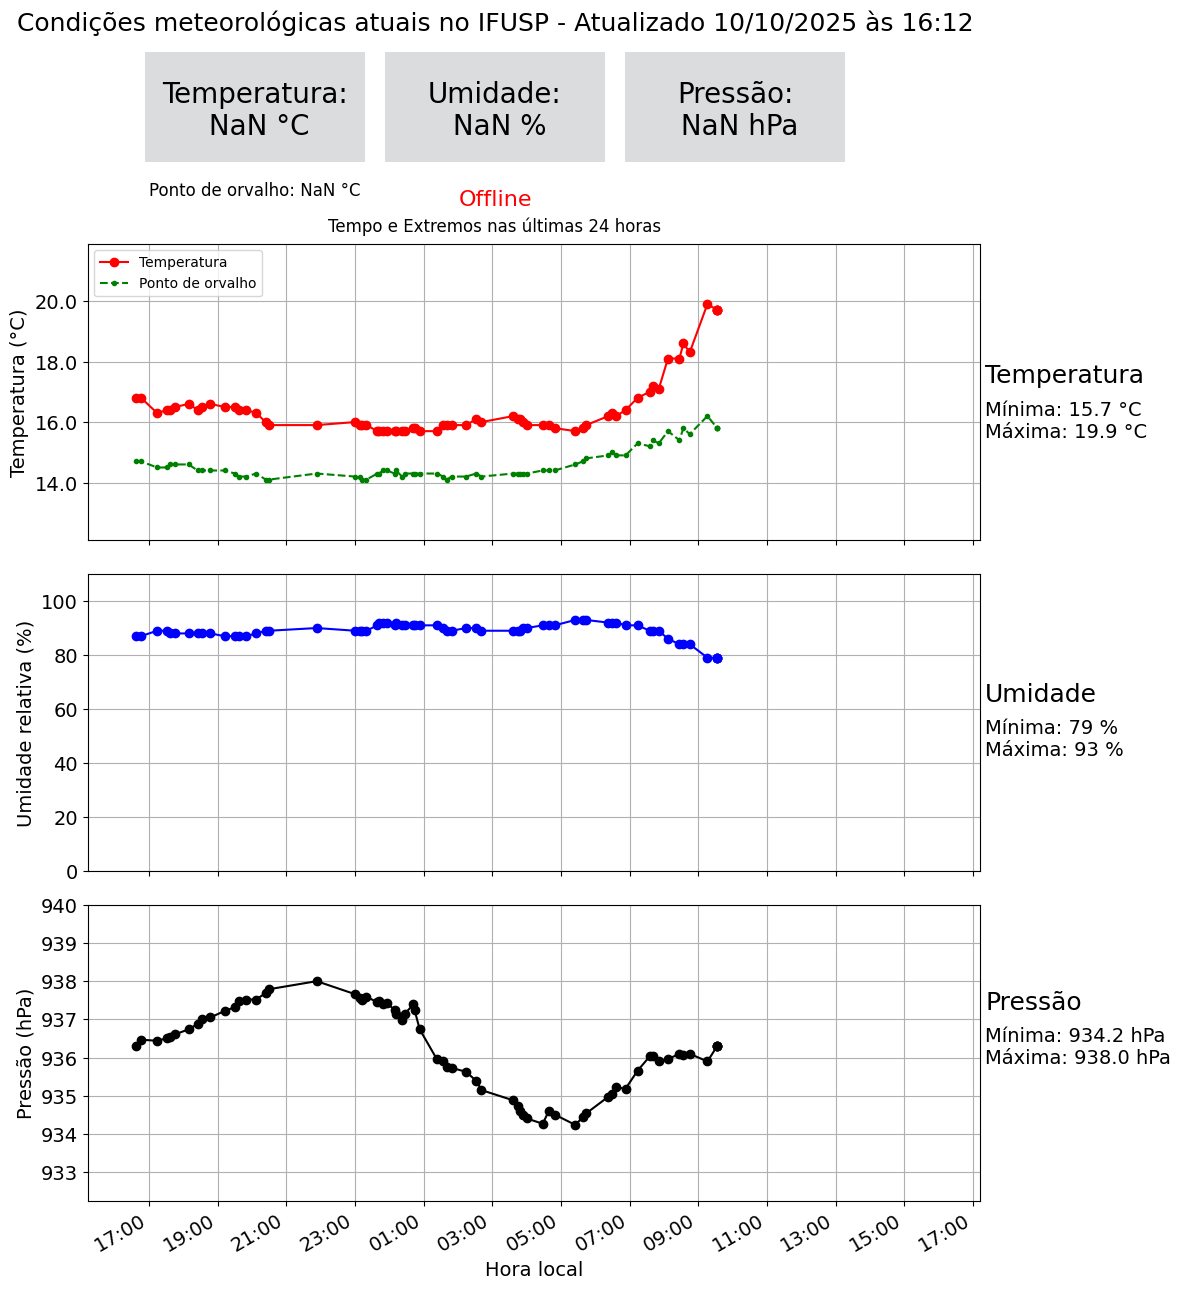 Condições meteorológicas atuais no IFUSP - Atualizado 10/10/2025 às 16:12
Temperatura:
NaN °C
Umidade:
NaN %
Pressão:
NaN hPa
Ponto de orvalho: NaN °C
Offline
Tempo e Extremos nas últimas 24 horas
Temperatura
Ponto de orvalho
Temperatura (°C)
20.0
18.0
16.0
14.0
Temperatura
Mínima: 15.7 °C
Máxima: 19.9 °C
Umidade relativa (%)
100
80
60
40
20
0
Umidade
Mínima: 79 %
Máxima: 93 %
Pressão (hPa)
940
939
938
937
936
935
934
933
Pressão
Mínima: 934.2 hPa
Máxima: 938.0 hPa
17:00 19:00 21:00 23:00 01:00 03:00 05:00 07:00 09:00 11:00 13:00 15:00 17:00
Hora local